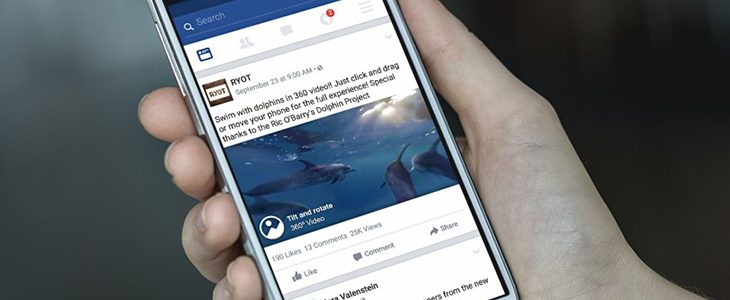 Search
3
RYOT
RYOT
September 23 at 9:00 AM •
Swim with dolphins in 360 video!! Just click and drag
or move your phone for the full experience! Special
thanks to the Ric O'Barry's Dolphin Project
Tilt and rotate
360° Video
190 Likes 13 Comments 25K Views
Like Comment Share
Valenstein
pers from the new